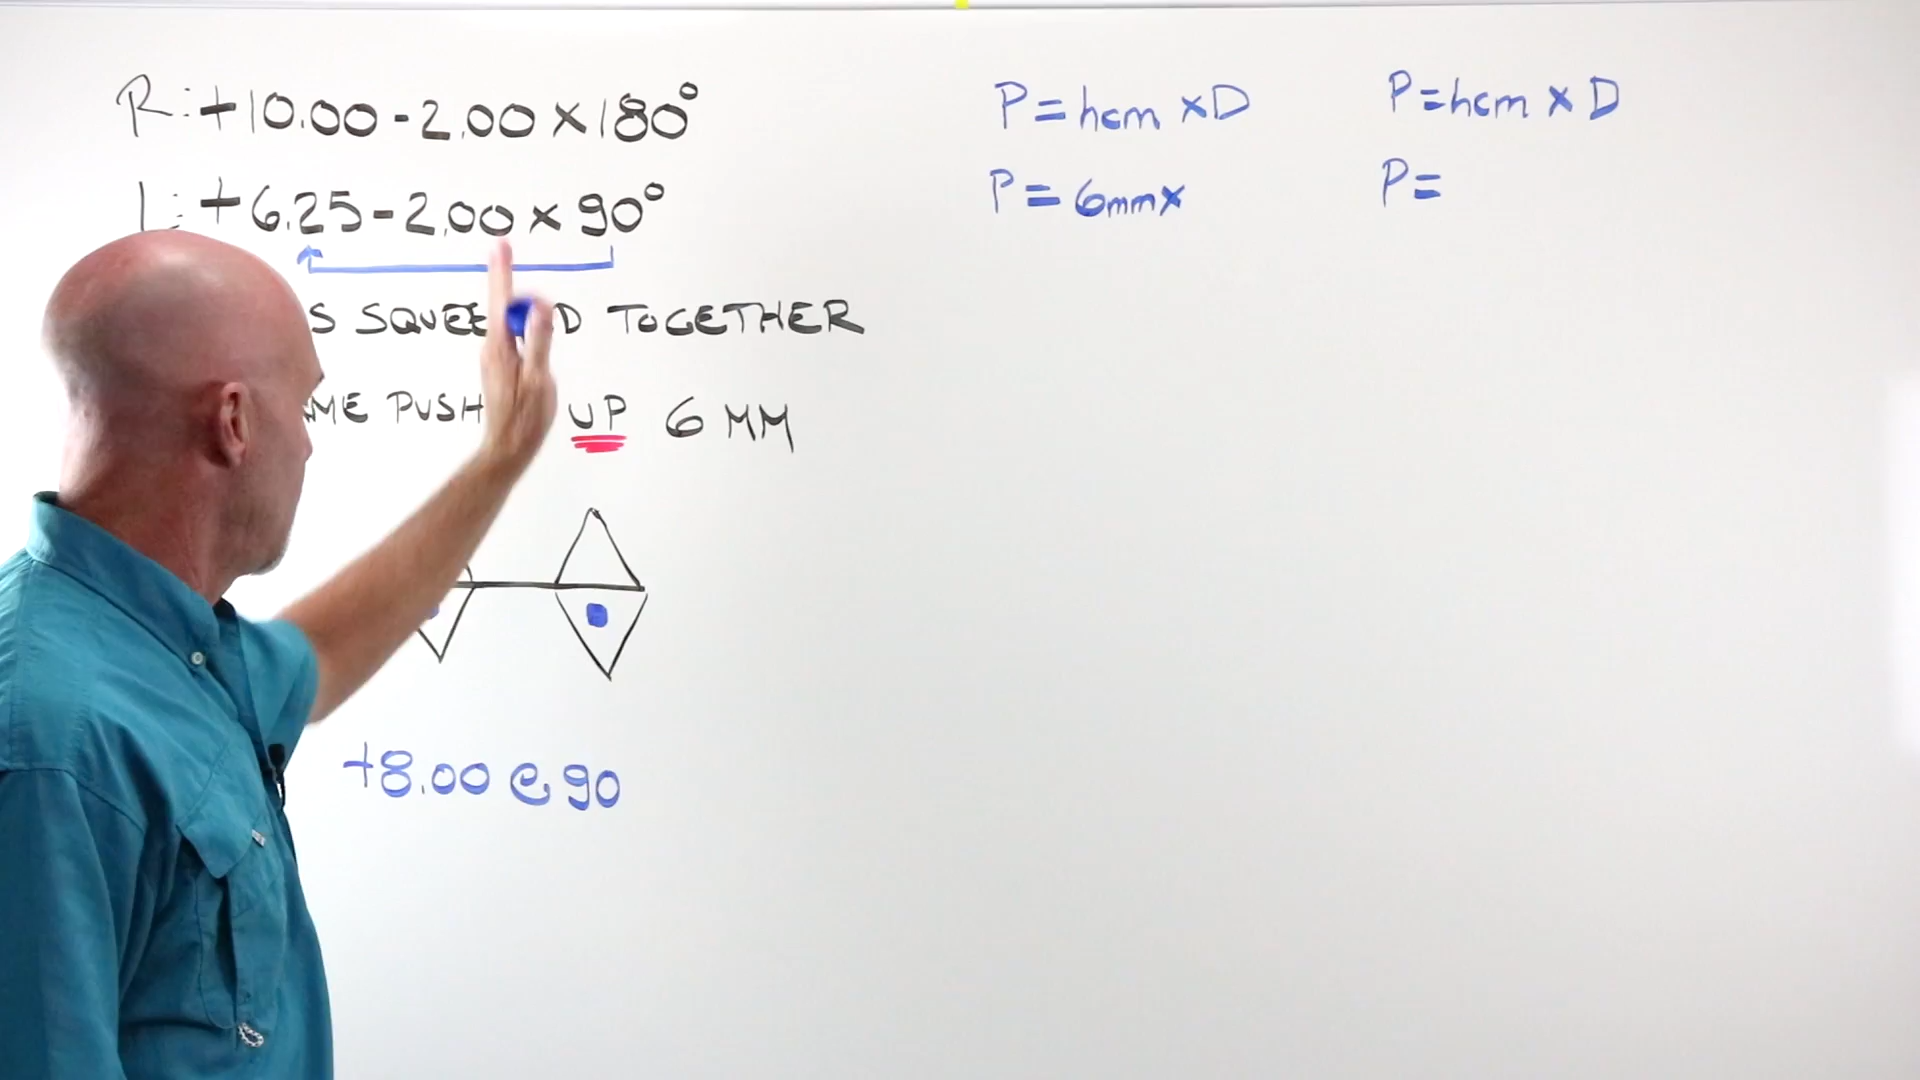 R: +10.00 - 2.00 x 180°
L: +6.25 - 2.00 x 90°
TOGETHER
UP 6 MM
+8.00 @ 90
P = hcm x D
P = 6mm x
P = hcm x D
P =